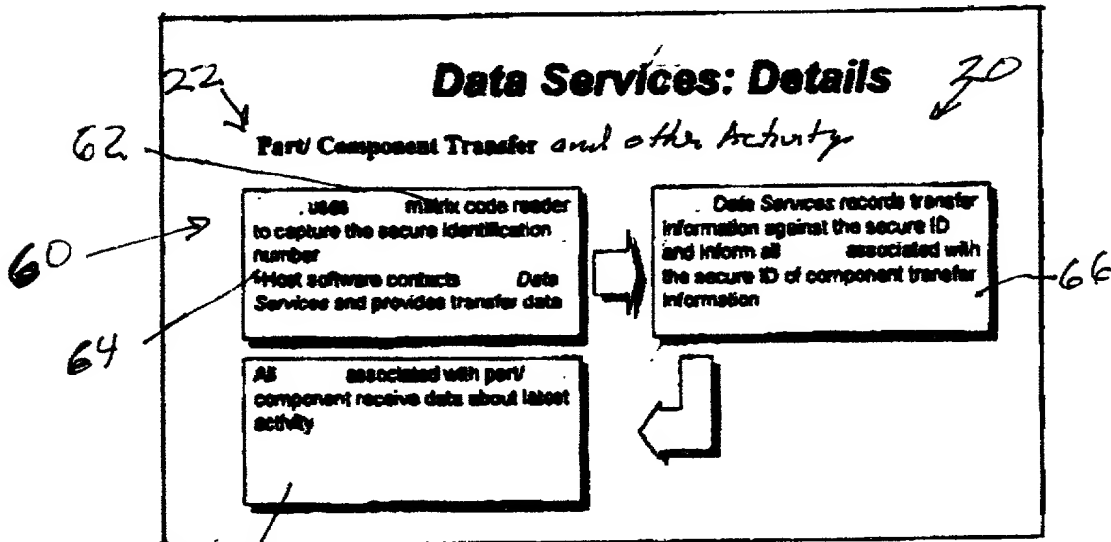 22
Data Services: Details
20
62
Part/ Component Transfer and other Activity
uses matrix code reader
to capture the secure identification
number
Host software contacts Data
Services and provides transfer data
60
64
Data Services records transfer
information against the secure ID
and inform all associated with
the secure ID of component transfer
information
66
All associated with part/
component receive data about latest
activity